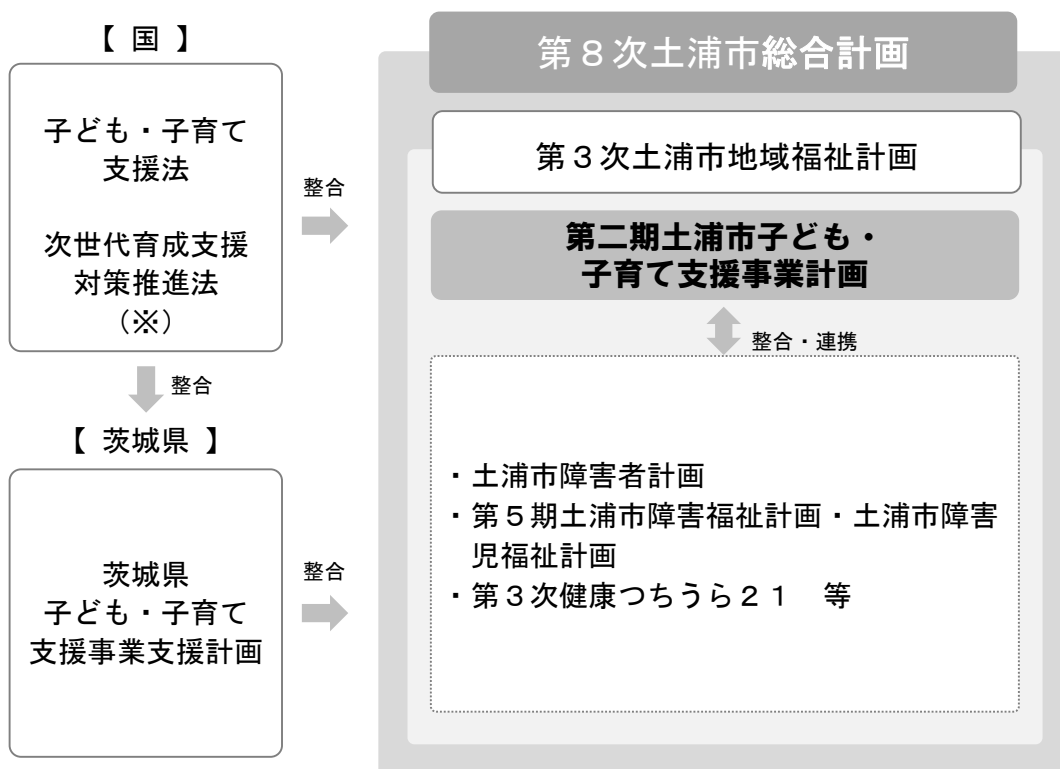 【 国 】
子ども・子育て
支援法
次世代育成支援
対策推進法
(※)
整合
整合
【 茨城県 】
茨城県
子ども・子育て
支援事業支援計画
整合
第８次土浦市総合計画
第３次土浦市地域福祉計画
第二期土浦市子ども・
子育て支援事業計画
整合・連携
・土浦市障害者計画
・第５期土浦市障害福祉計画・土浦市障害
児福祉計画
・第３次健康つちうら２１　等